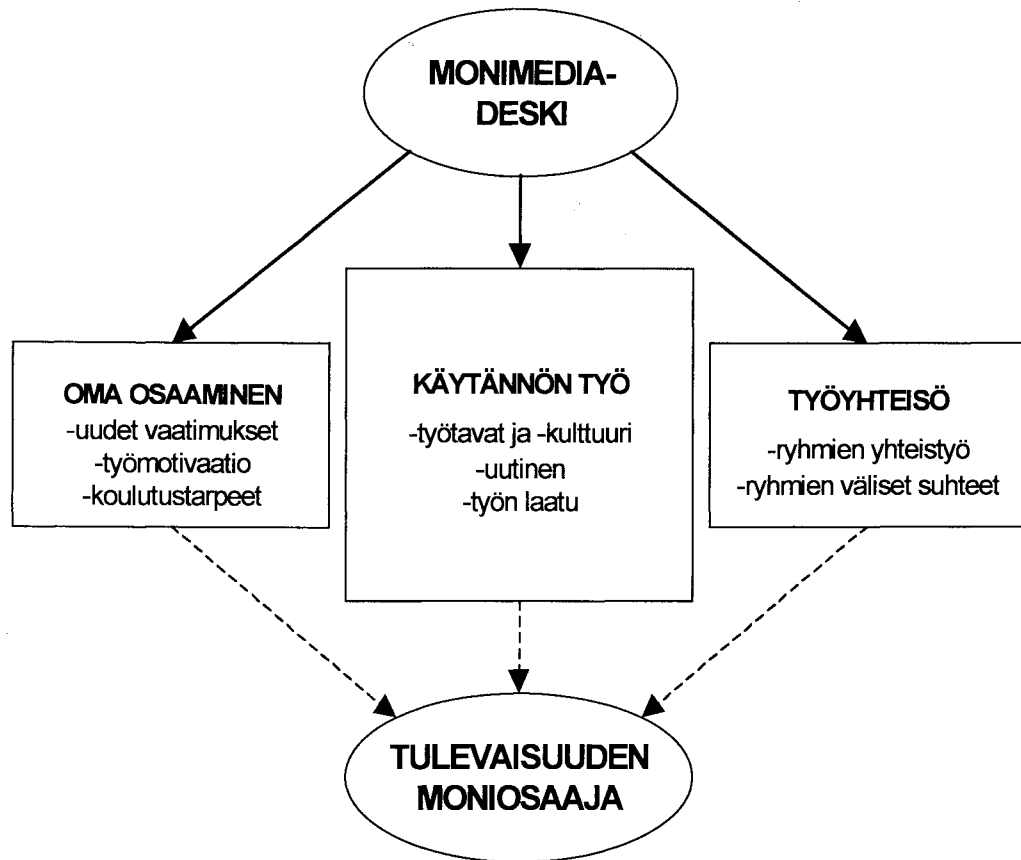 MONIMEDIA-
DESKI
OMA OSAAMINEN
-uudet vaatimukset
-työmotivaatio
-koulutustarpeet
KÄYTÄNNÖN TYÖ
-työtavat ja -kulttuuri
-uutinen
-työn laatu
TYÖYHTEISÖ
-ryhmien yhteistyö
-ryhmien väliset suhteet
TULEVAISUUDEN
MONIOSAAJA